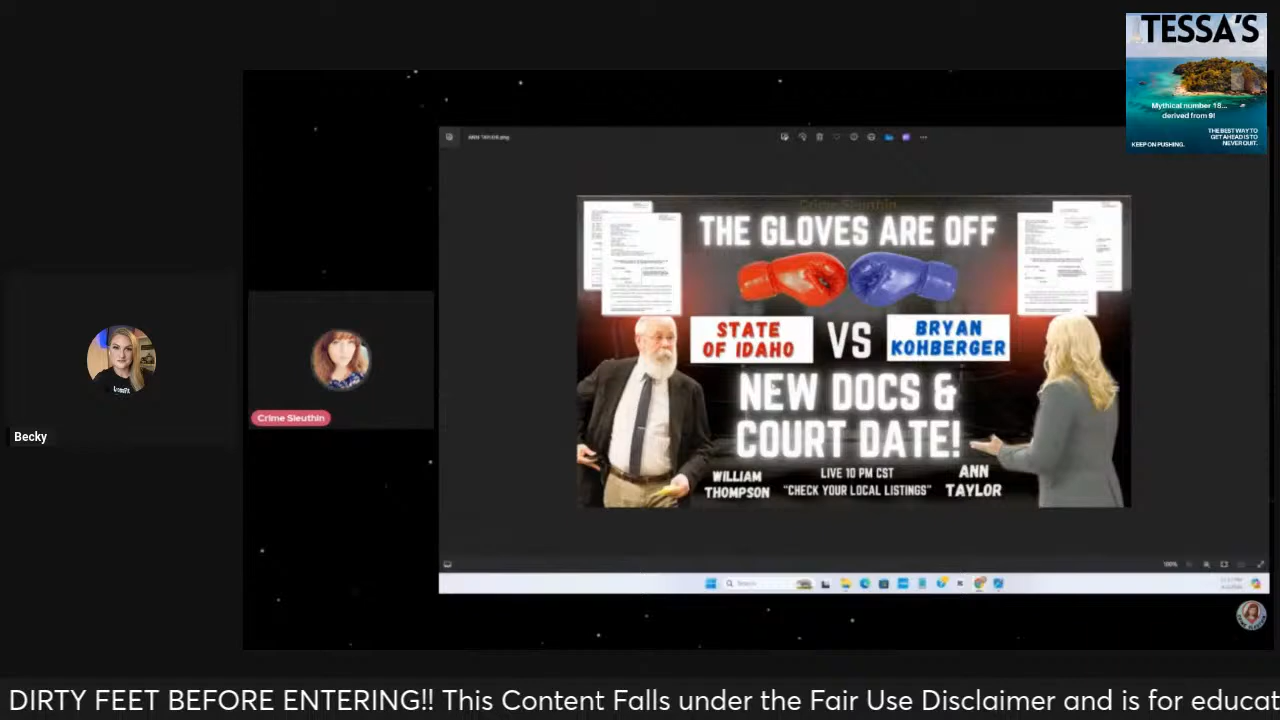 TESSA'S
Mythical number 18...
derived from 9!
THE BEST WAY TO
GET AHEAD IS TO
NEVER QUIT.
KEEP ON PUSHING.
THE GLOVES ARE OFF
STATE
OF IDAHO
VS
BRYAN
KOHBERGER
NEW DOCS &
COURT DATE!
WILLIAM
THOMPSON
LIVE 10 PM CST
"CHECK YOUR LOCAL LISTINGS"
ANN
TAYLOR
Crime Sleuthin
Becky
100%
Search
DIRTY FEET BEFORE ENTERING!! This Content Falls under the Fair Use Disclaimer and is for educat